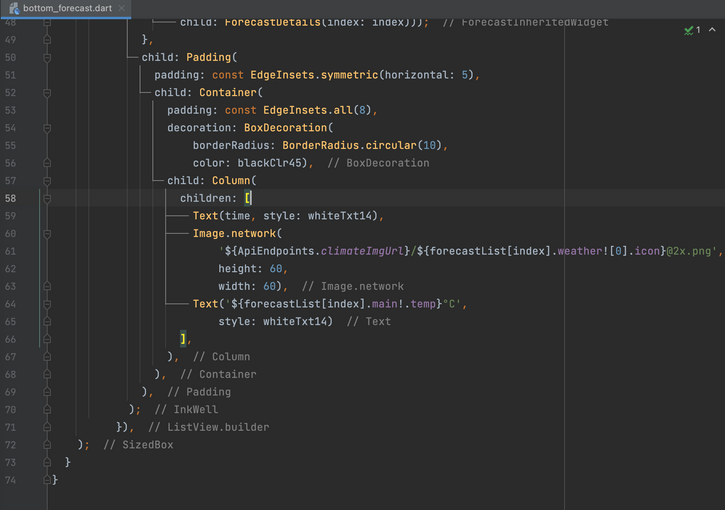 bottom_forecast.dart
48 child: ForecastDetails(index: index))); // ForecastInheritedWidget
1
49 },
50 child: Padding(
51 padding: const EdgeInsets.symmetric(horizontal: 5),
52 child: Container(
53 padding: const EdgeInsets.all(8),
54 decoration: BoxDecoration(
55 borderRadius: BorderRadius.circular(10),
56 color: blackClr45), // BoxDecoration
57 child: Column(
58 children: [
59 Text(time, style: whiteTxt14),
60 Image.network(
61 '${ApiEndpoints.climateImgUrl}/${forecastList[index].weather![0].icon}@2x.png',
62 height: 60,
63 width: 60), // Image.network
64 Text('${forecastList[index].main!.temp}°C',
65 style: whiteTxt14) // Text
66 ],
67 ), // Column
68 ), // Container
69 ), // Padding
70 ); // InkWell
71 }), // ListView.builder
72 ); // SizedBox
73 }
74 }